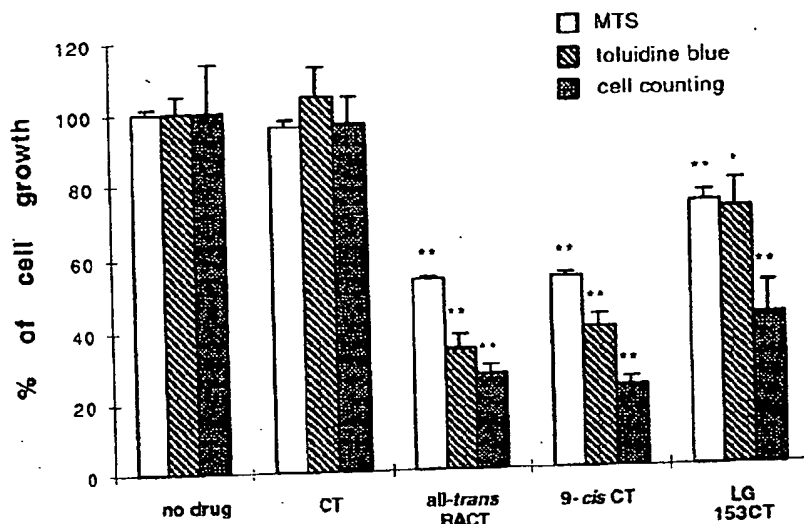 MTS
toluidine blue
cell counting
% of cell growth
120
100
80
60
40
20
0
** ** ** ** ** ** ** * **
no drug CT all-trans 9-cis CT LG
RACT 153CT